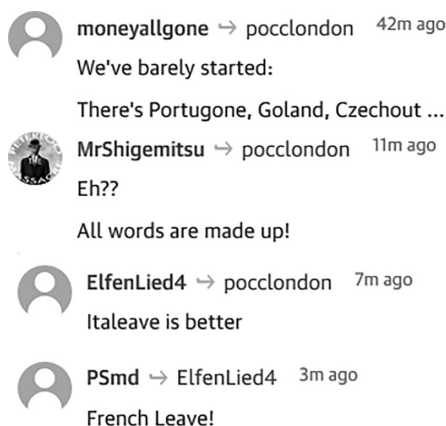 moneyallgone ↪ pocclondon 42m ago
We've barely started:
There's Portugone, Goland, Czechout ...
MrShigemitsu ↪ pocclondon 11m ago
Eh??
All words are made up!
ElfenLied4 ↪ pocclondon 7m ago
Italeave is better
PSmd ↪ ElfenLied4 3m ago
French Leave!